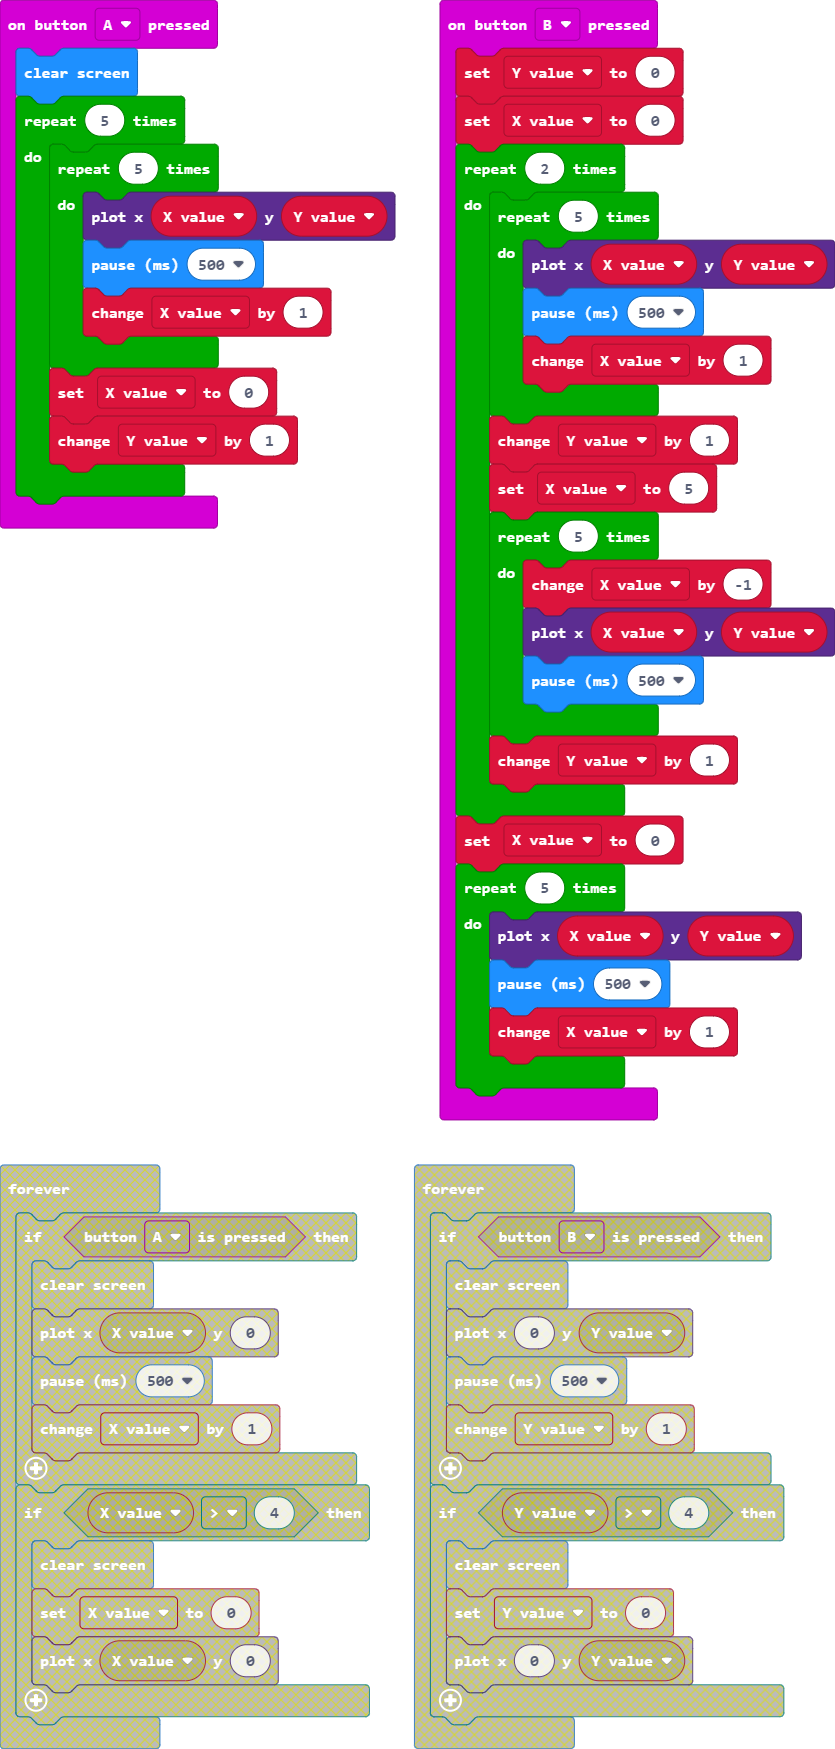 on button A pressed
clear screen
repeat 5 times
do
repeat 5 times
do
plot x X value y Y value
pause (ms) 500
change X value by 1
set X value to 0
change Y value by 1
on button B pressed
set Y value to 0
set X value to 0
repeat 2 times
do
repeat 5 times
do
plot x X value y Y value
pause (ms) 500
change X value by 1
change Y value by 1
set X value to 5
repeat 5 times
do
change X value by -1
plot x X value y Y value
pause (ms) 500
change Y value by 1
set X value to 0
repeat 5 times
do
plot x X value y Y value
pause (ms) 500
change X value by 1
forever
if button A is pressed then
clear screen
plot x X value y 0
pause (ms) 500
change X value by 1
if X value > 4 then
clear screen
set X value to 0
plot x X value y 0
forever
if button B is pressed then
clear screen
plot x 0 y Y value
pause (ms) 500
change Y value by 1
if Y value > 4 then
clear screen
set Y value to 0
plot x 0 y Y value